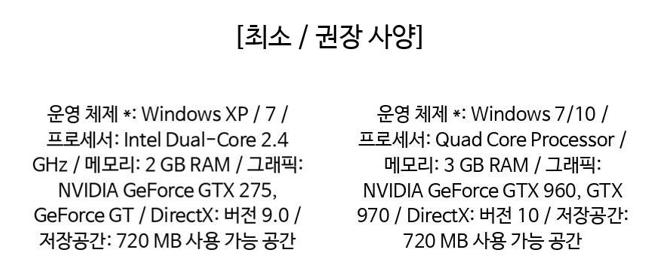 [최소 / 권장 사양]
운영 체제 *: Windows XP / 7 /
프로세서: Intel Dual-Core 2.4
GHz / 메모리: 2 GB RAM / 그래픽:
NVIDIA GeForce GTX 275,
GeForce GT / DirectX: 버전 9.0 /
저장공간: 720 MB 사용 가능 공간
운영 체제 *: Windows 7/10 /
프로세서: Quad Core Processor /
메모리: 3 GB RAM / 그래픽:
NVIDIA GeForce GTX 960, GTX
970 / DirectX: 버전 10 / 저장공간:
720 MB 사용 가능 공간